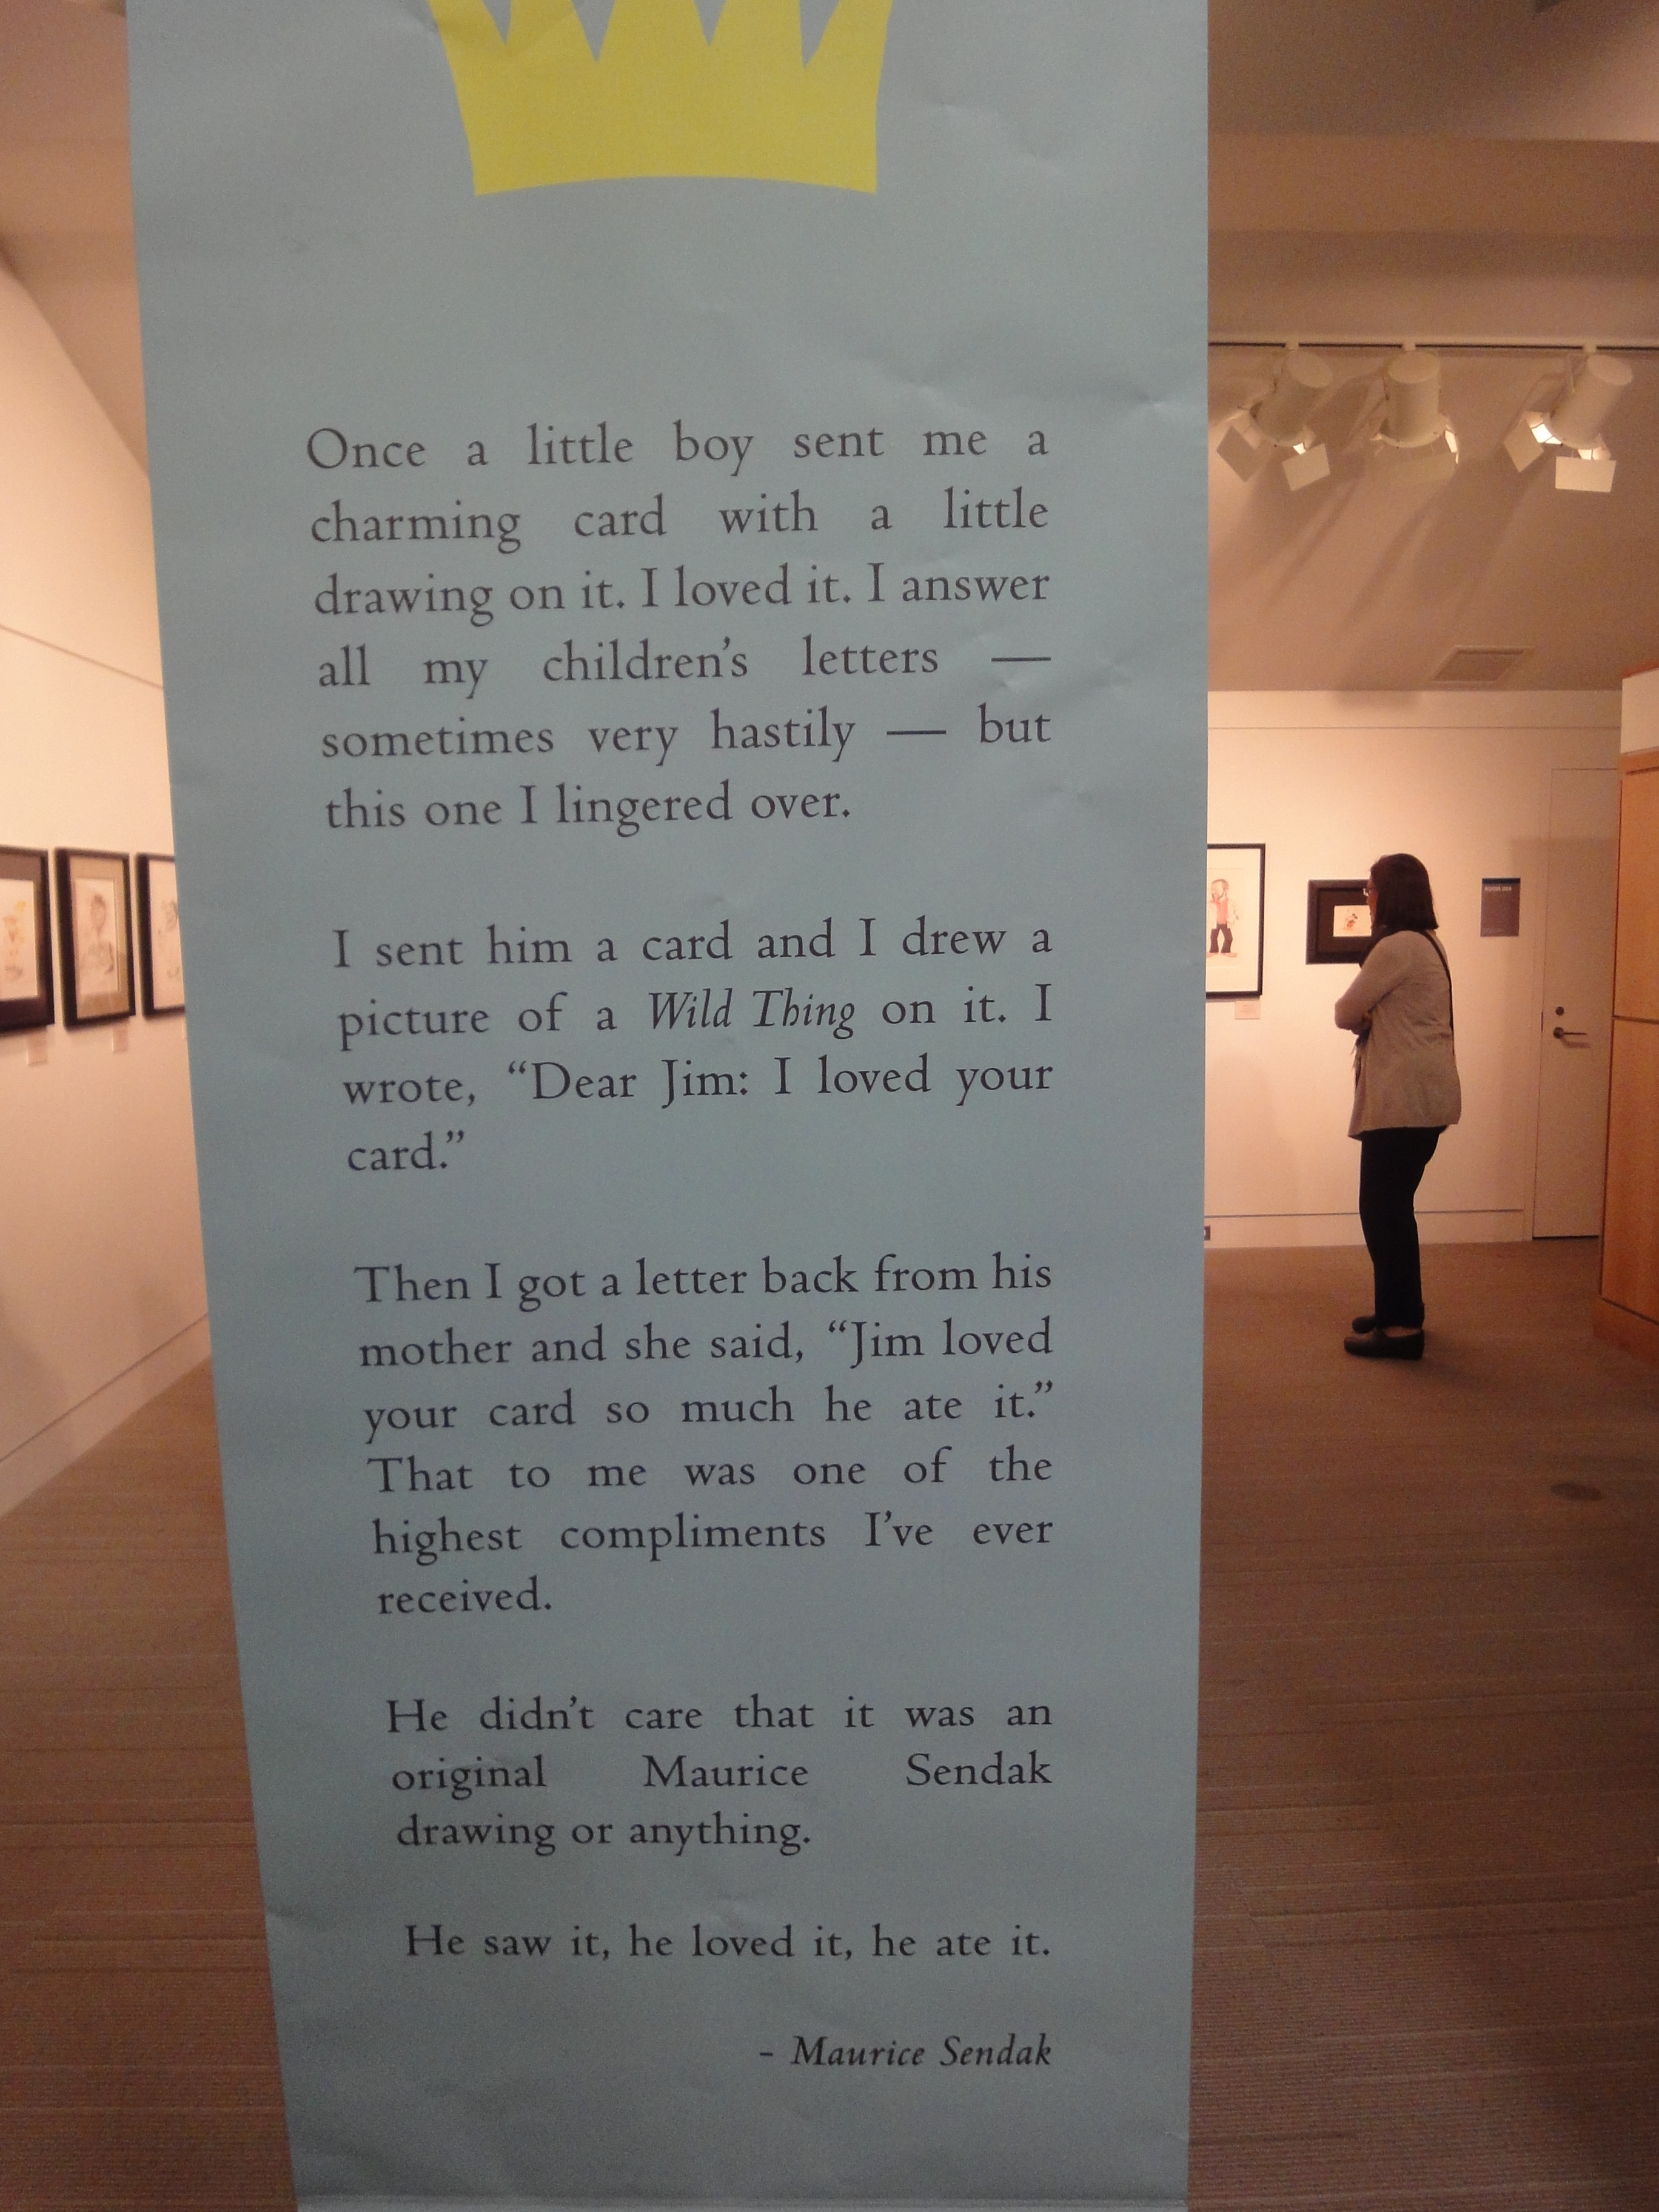 Once a little boy sent me a
charming card with a little
drawing on it. I loved it. I answer
all my children’s letters —
sometimes very hastily — but
this one I lingered over.
I sent him a card and I drew a
picture of a Wild Thing on it. I
wrote, “Dear Jim: I loved your
card.”
Then I got a letter back from his
mother and she said, “Jim loved
your card so much he ate it.”
That to me was one of the
highest compliments I’ve ever
received.
He didn’t care that it was an
original Maurice Sendak
drawing or anything.
He saw it, he loved it, he ate it.
- Maurice Sendak